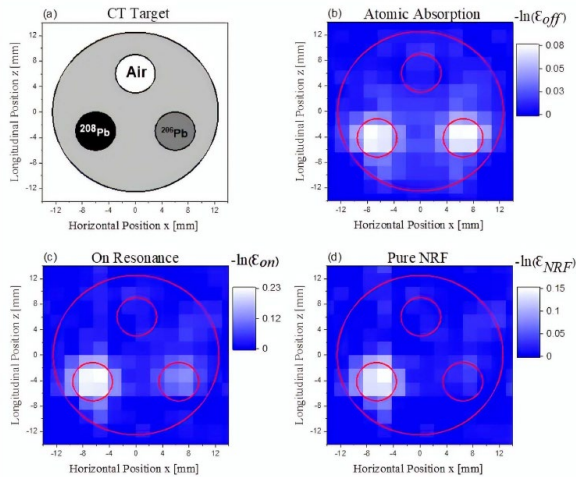 (a) CT Target
Longitudinal Position z [mm]
12
8
4
0
-4
-8
-12
Air
²⁰⁸Pb
²⁰⁶Pb
-12 -8 -4 0 4 8 12
Horizontal Position x [mm]
(b) Atomic Absorption
-ln(ε_off)
Longitudinal Position z [mm]
12
8
4
0
-4
-8
-12
-12 -8 -4 0 4 8 12
Horizontal Position x [mm]
0.08
0.04
0
(c) On Resonance
-ln(ε_on)
Longitudinal Position z [mm]
12
8
4
0
-4
-8
-12
-12 -8 -4 0 4 8 12
Horizontal Position x [mm]
0.23
0.12
0
(d) Pure NRF
-ln(ε_NRF)
Longitudinal Position z [mm]
12
8
4
0
-4
-8
-12
-12 -8 -4 0 4 8 12
Horizontal Position x [mm]
0.15
0.10
0.05
0